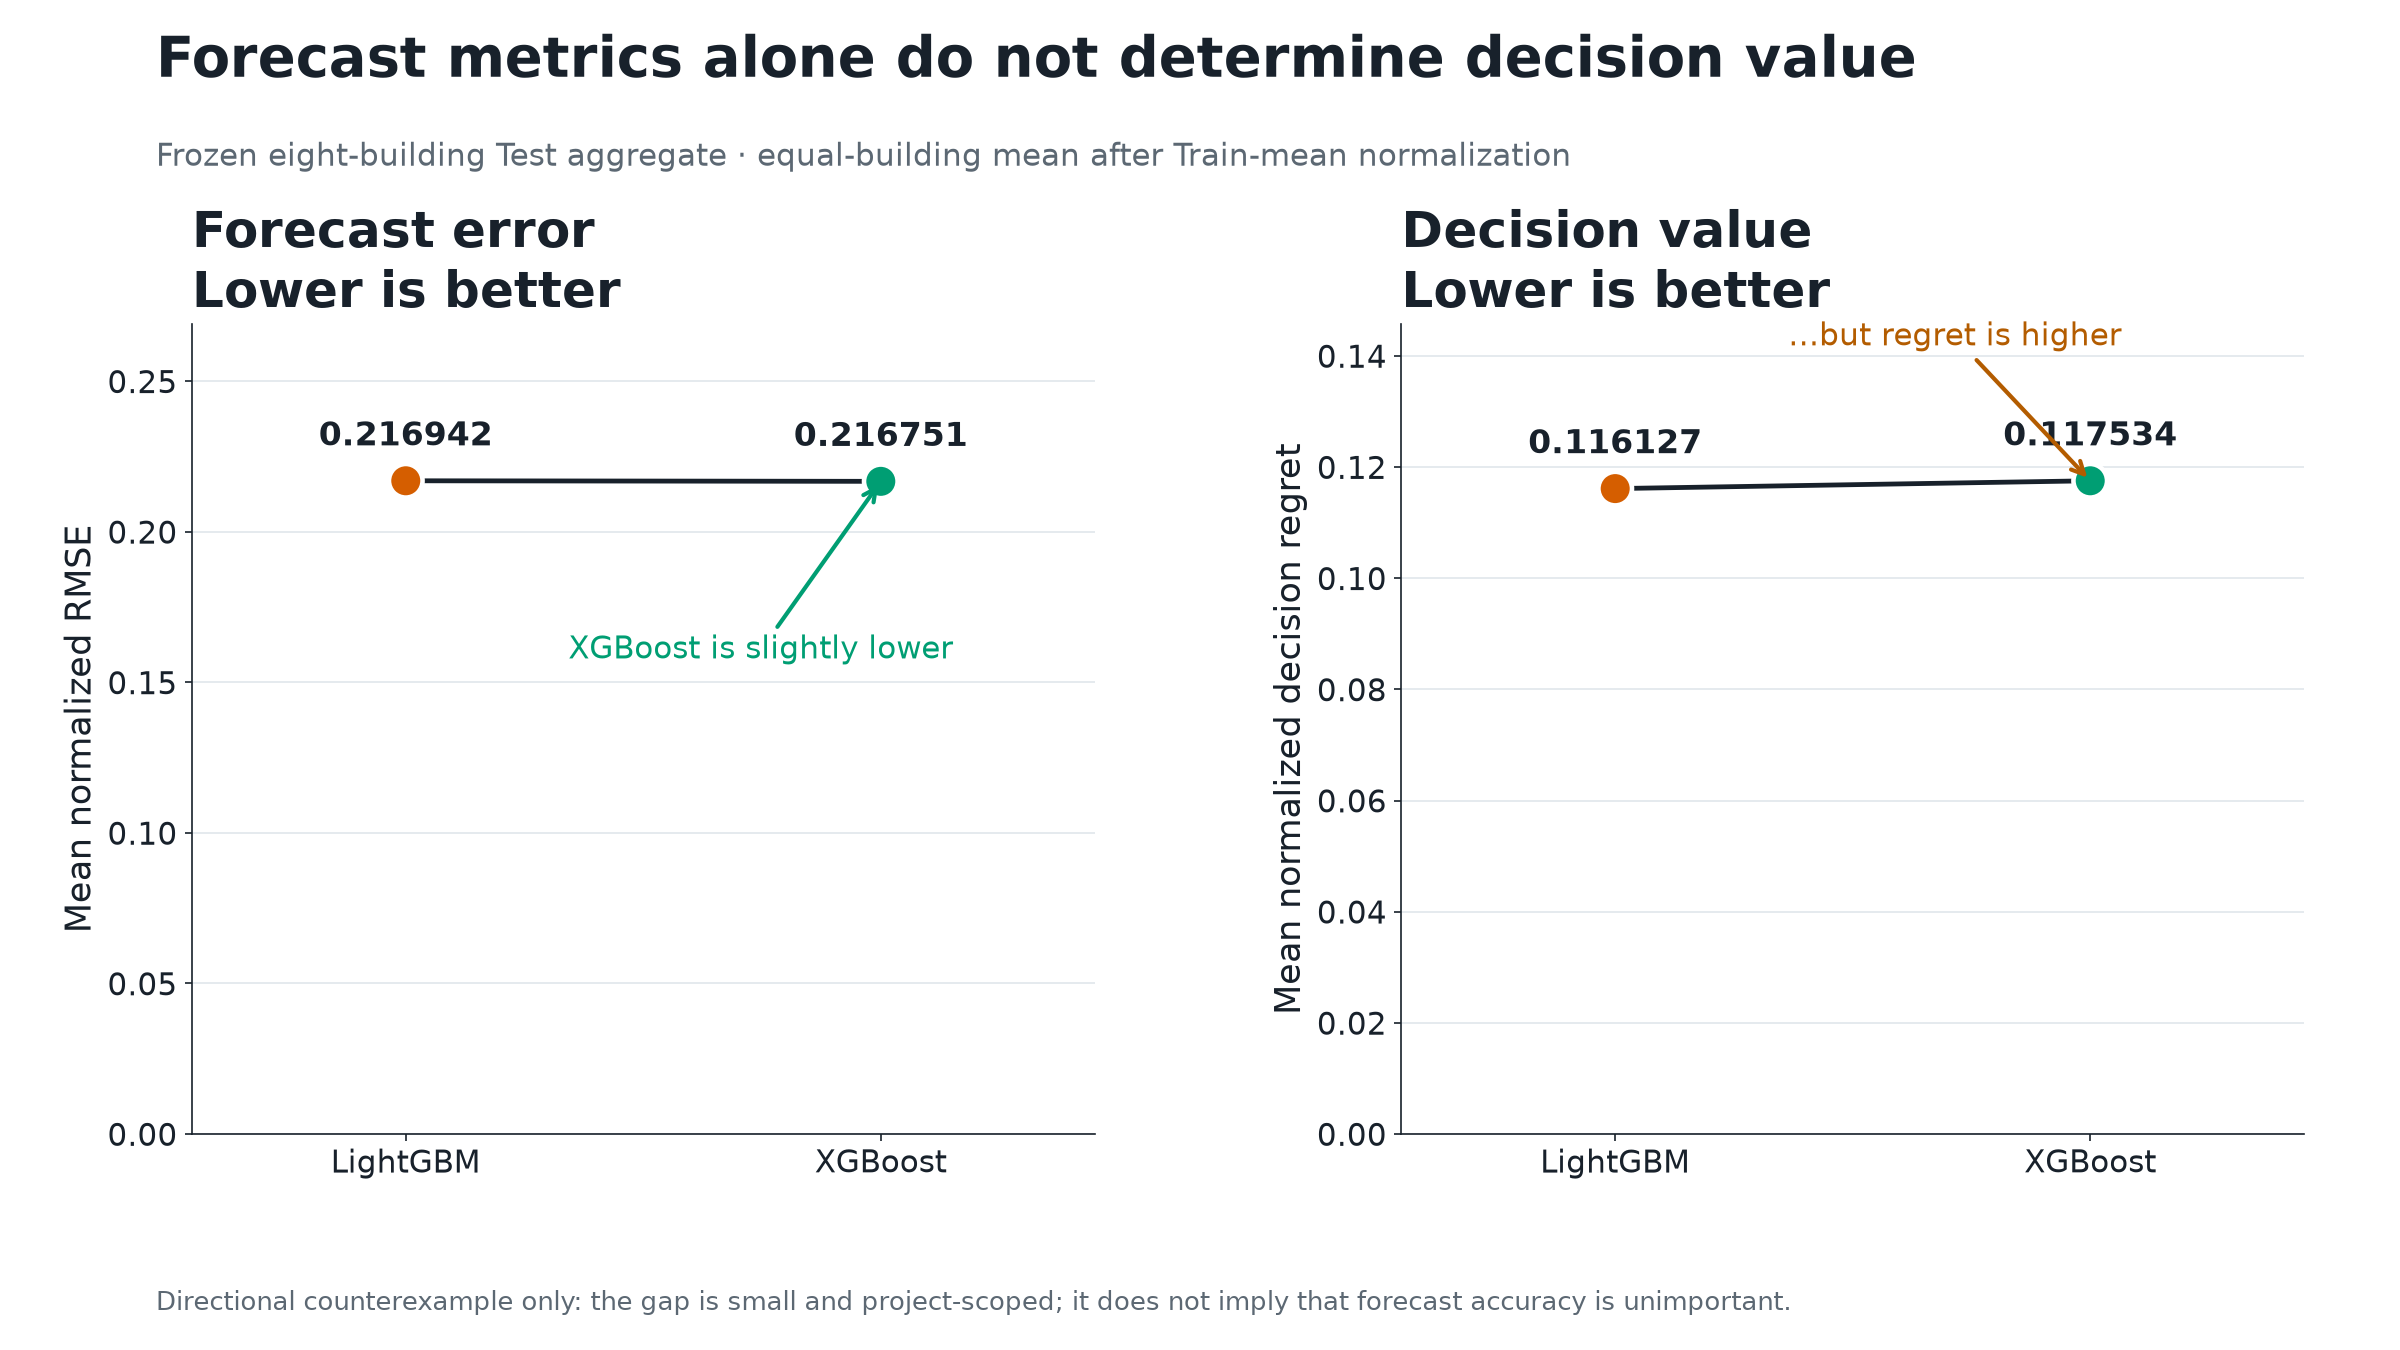 Forecast metrics alone do not determine decision value
Frozen eight-building Test aggregate · equal-building mean after Train-mean normalization
Forecast error
Lower is better
Mean normalized RMSE
0.25
0.20
0.15
0.10
0.05
0.00
0.216942
0.216751
XGBoost is slightly lower
LightGBM
XGBoost
Decision value
Lower is better
Mean normalized decision regret
...but regret is higher
0.14
0.12
0.10
0.08
0.06
0.04
0.02
0.00
0.116127
0.117534
LightGBM
XGBoost
Directional counterexample only: the gap is small and project-scoped; it does not imply that forecast accuracy is unimportant.